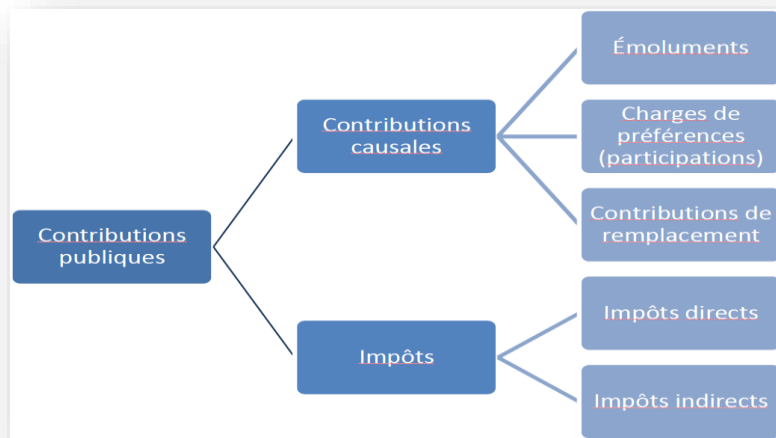 Émoluments
Contributions
causales
Charges de
préférences
(participations)
Contributions de
remplacement
Contributions
publiques
Impôts directs
Impôts
Impôts indirects